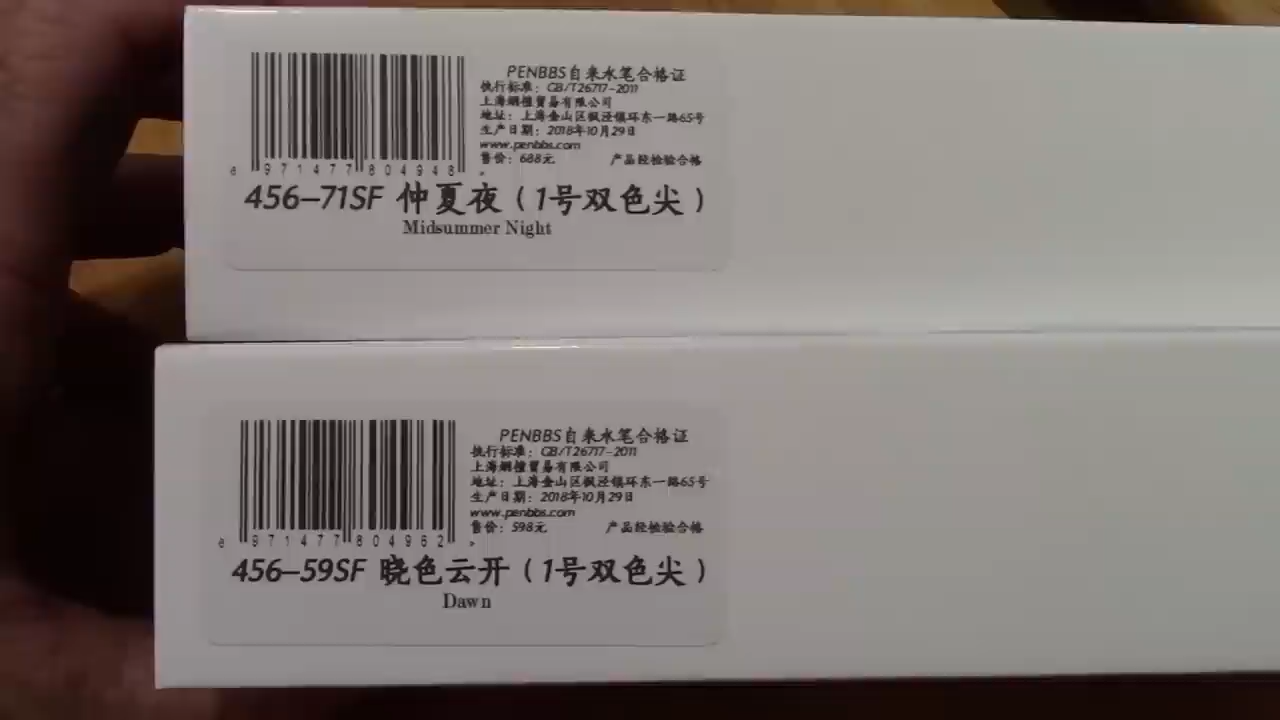 PENBBS自来水笔合格证
执行标准：GB/T26717-2011
上海 贸易有限公司
地址：上海金山区枫泾镇环东一路65号
生产日期：2018年10月29日
www.penbbs.com
售价：688元 产品经检验合格
6 971477 804948 >
456-71SF 仲夏夜（1号双色尖）
Midsummer Night
PENBBS自来水笔合格证
执行标准：GB/T26717-2011
上海 贸易有限公司
地址：上海金山区枫泾镇环东一路65号
生产日期：2018年10月29日
www.penbbs.com
售价：598元 产品经检验合格
6 971477 804962 >
456-59SF 晓色云开（1号双色尖）
Dawn